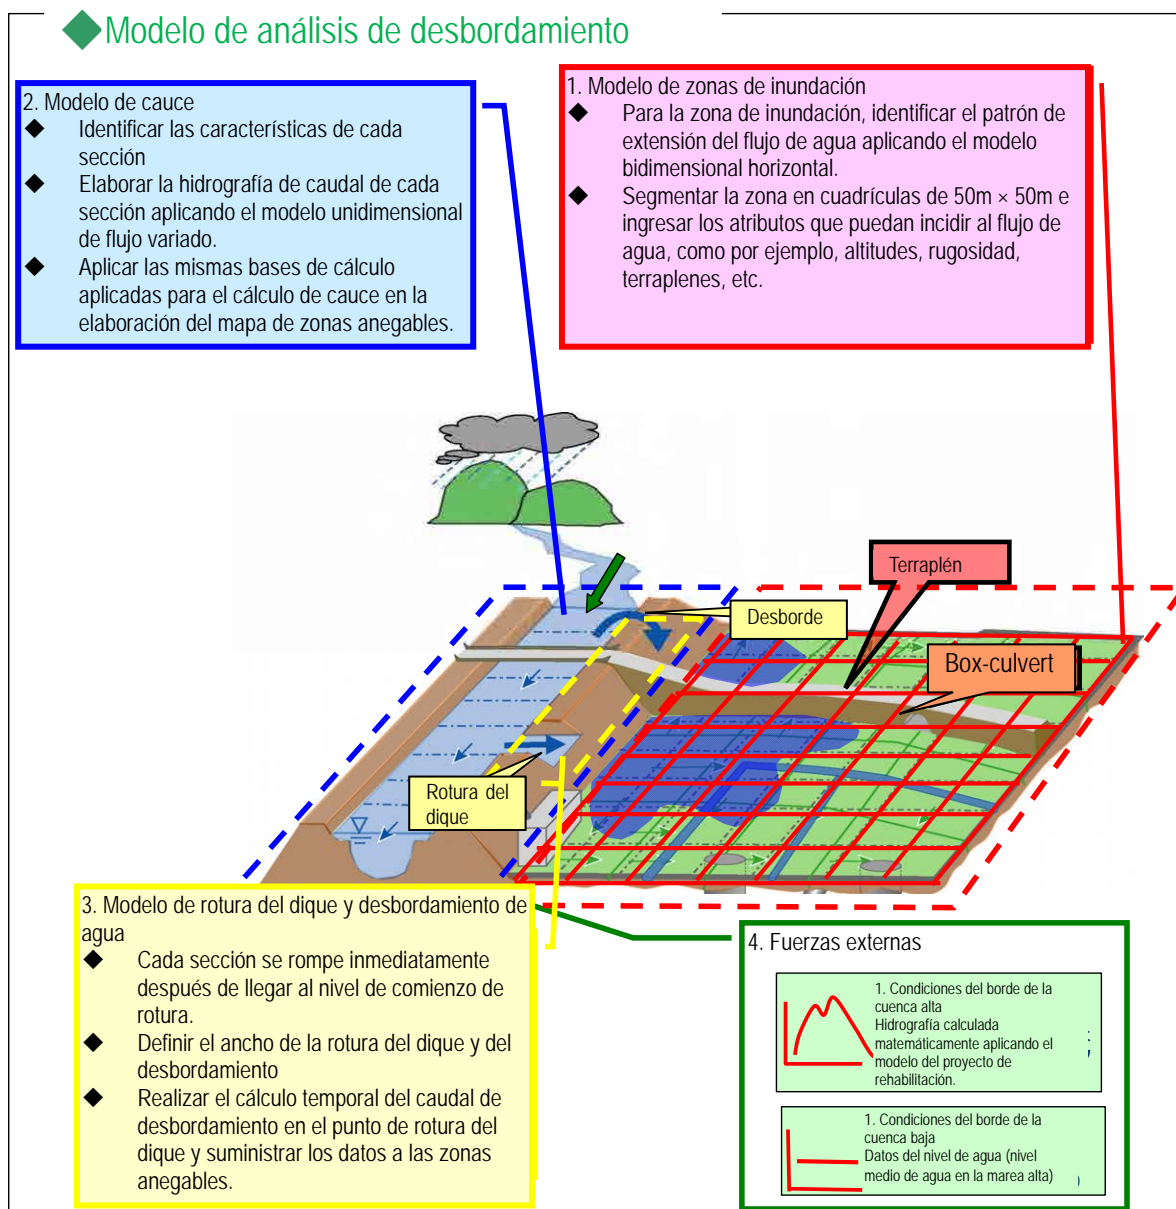 ◆Modelo de análisis de desbordamiento
2. Modelo de cauce
◆ Identificar las características de cada
sección
◆ Elaborar la hidrografía de caudal de cada
sección aplicando el modelo unidimensional
de flujo variado.
◆ Aplicar las mismas bases de cálculo
aplicadas para el cálculo de cauce en la
elaboración del mapa de zonas anegables.
1. Modelo de zonas de inundación
◆ Para la zona de inundación, identificar el patrón de
extensión del flujo de agua aplicando el modelo
bidimensional horizontal.
◆ Segmentar la zona en cuadrículas de 50m × 50m e
ingresar los atributos que puedan incidir al flujo de
agua, como por ejemplo, altitudes, rugosidad,
terraplenes, etc.
Terraplén
Desborde
Box-culvert
Rotura del
dique
3. Modelo de rotura del dique y desbordamiento de
agua
◆ Cada sección se rompe inmediatamente
después de llegar al nivel de comienzo de
rotura.
◆ Definir el ancho de la rotura del dique y del
desbordamiento
◆ Realizar el cálculo temporal del caudal de
desbordamiento en el punto de rotura del
dique y suministrar los datos a las zonas
anegables.
4. Fuerzas externas
1. Condiciones del borde de la
cuenca alta
Hidrografía calculada
matemáticamente aplicando el
modelo del proyecto de
rehabilitación.
1. Condiciones del borde de la
cuenca baja
Datos del nivel de agua (nivel
medio de agua en la marea alta)